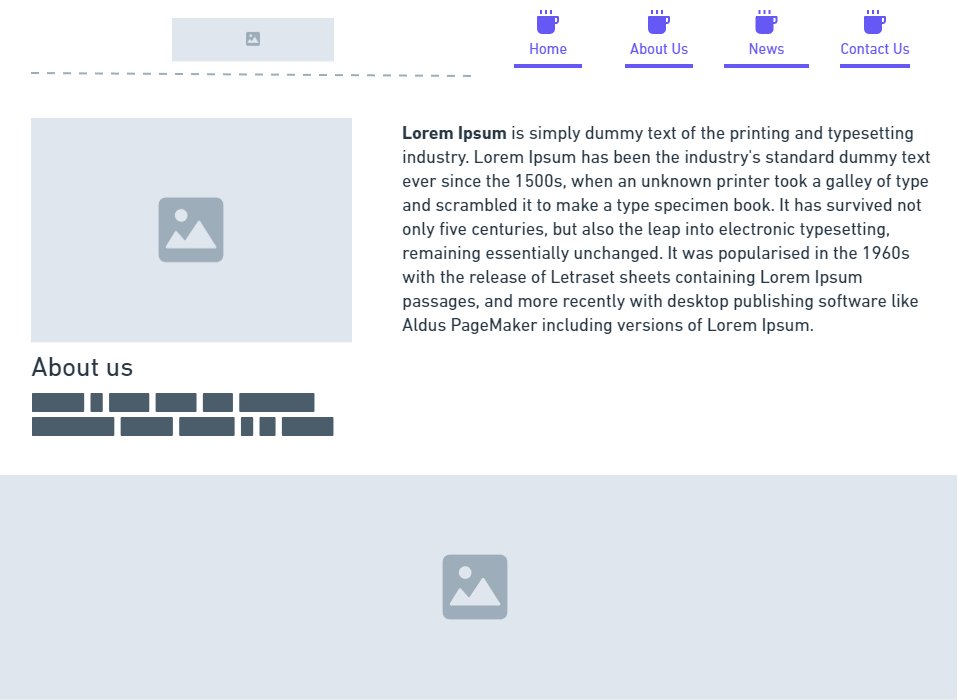 Home
About Us
News
Contact Us
Lorem Ipsum is simply dummy text of the printing and typesetting
industry. Lorem Ipsum has been the industry's standard dummy text
ever since the 1500s, when an unknown printer took a galley of type
and scrambled it to make a type specimen book. It has survived not
only five centuries, but also the leap into electronic typesetting,
remaining essentially unchanged. It was popularised in the 1960s
with the release of Letraset sheets containing Lorem Ipsum
passages, and more recently with desktop publishing software like
Aldus PageMaker including versions of Lorem Ipsum.
About us